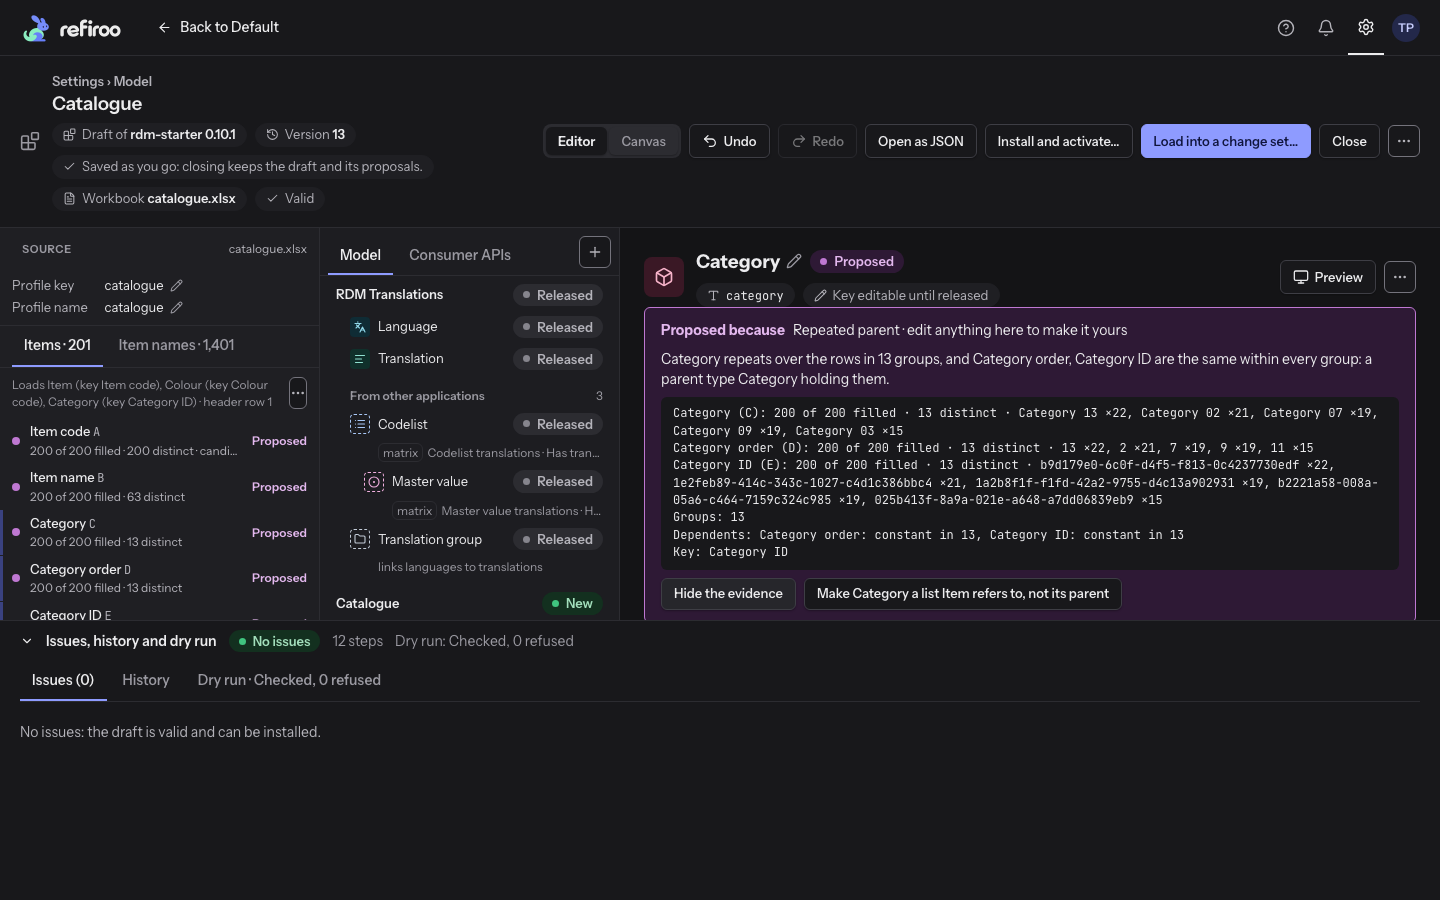 refiroo
Back to Default
TP
Settings › Model
Catalogue
Draft of rdm-starter 0.10.1
Version 13
Saved as you go: closing keeps the draft and its proposals.
Workbook catalogue.xlsx
Valid
Editor
Canvas
Undo
Redo
Open as JSON
Install and activate...
Load into a change set...
Close
SOURCE
catalogue.xlsx
Profile key
catalogue
Profile name
catalogue
Items · 201
Item names · 1,401
Loads Item (key Item code), Colour (key Colour
code), Category (key Category ID) · header row 1
Item code A
200 of 200 filled · 200 distinct · candi...
Proposed
Item name B
200 of 200 filled · 63 distinct
Proposed
Category C
200 of 200 filled · 13 distinct
Proposed
Category order D
200 of 200 filled · 13 distinct
Proposed
Category ID E
Model
Consumer APIs
RDM Translations
Released
Language
Released
Translation
Released
From other applications
3
Codelist
Released
matrix
Codelist translations · Has tran...
Master value
Released
matrix
Master value translations · H...
Translation group
Released
links languages to translations
Catalogue
New
Category
Proposed
category
Key editable until released
Preview
Proposed because Repeated parent · edit anything here to make it yours
Category repeats over the rows in 13 groups, and Category order, Category ID are the same within every group: a
parent type Category holding them.
Category (C): 200 of 200 filled · 13 distinct · Category 13 ×22, Category 02 ×21, Category 07 ×19,
Category 09 ×19, Category 03 ×15
Category order (D): 200 of 200 filled · 13 distinct · 13 ×22, 2 ×21, 7 ×19, 9 ×19, 11 ×15
Category ID (E): 200 of 200 filled · 13 distinct · b9d179e0-6c0f-d4f5-f813-0c4237730edf ×22,
1e2feb89-414c-343c-1027-c4d1c386bbc4 ×21, 1a2b8f1f-f1fd-42a2-9755-d4c13a902931 ×19, b2221a58-008a-
05a6-c464-7159c324c985 ×19, 025b413f-8a9a-021e-a648-a7dd06839eb9 ×15
Groups: 13
Dependents: Category order: constant in 13, Category ID: constant in 13
Key: Category ID
Hide the evidence
Make Category a list Item refers to, not its parent
Issues, history and dry run
No issues
12 steps
Dry run: Checked, 0 refused
Issues (0)
History
Dry run · Checked, 0 refused
No issues: the draft is valid and can be installed.